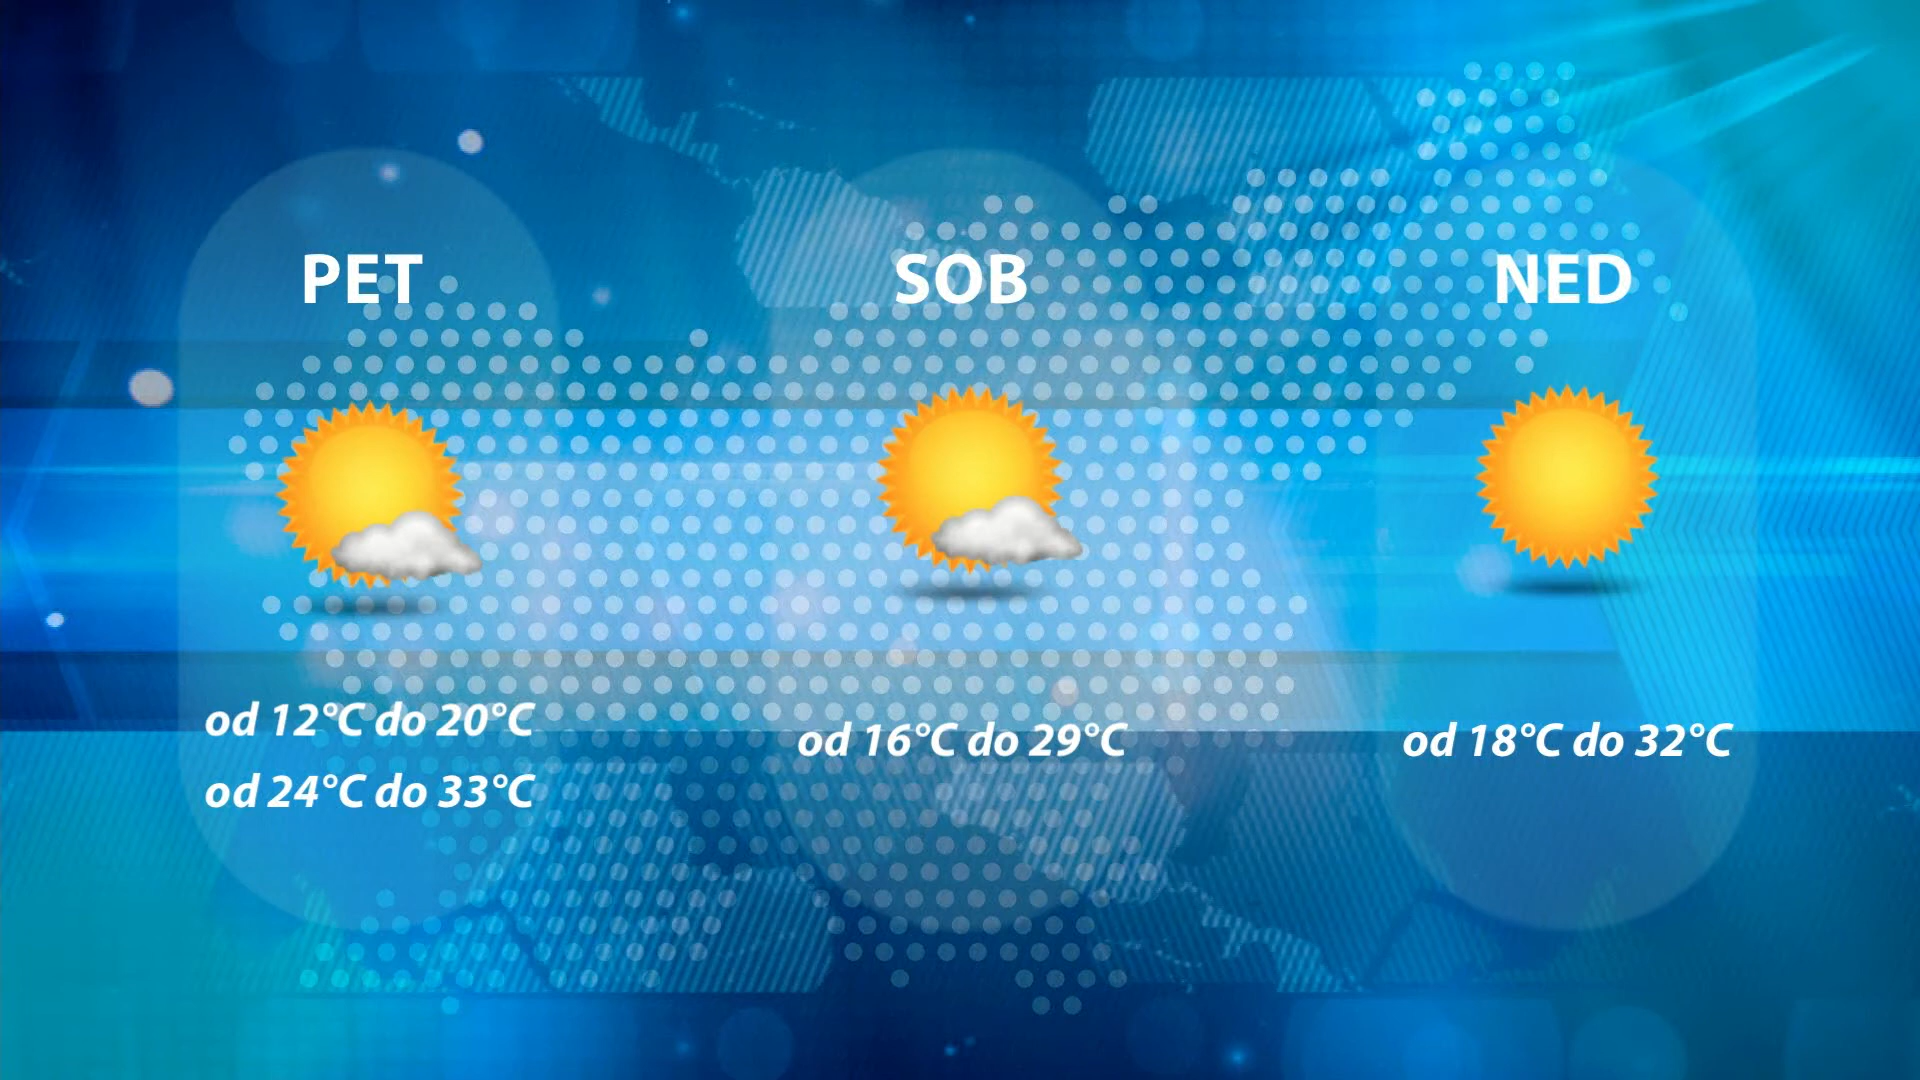 PET
od 12°C do 20°C
od 24°C do 33°C
SOB
od 16°C do 29°C
NED
od 18°C do 32°C